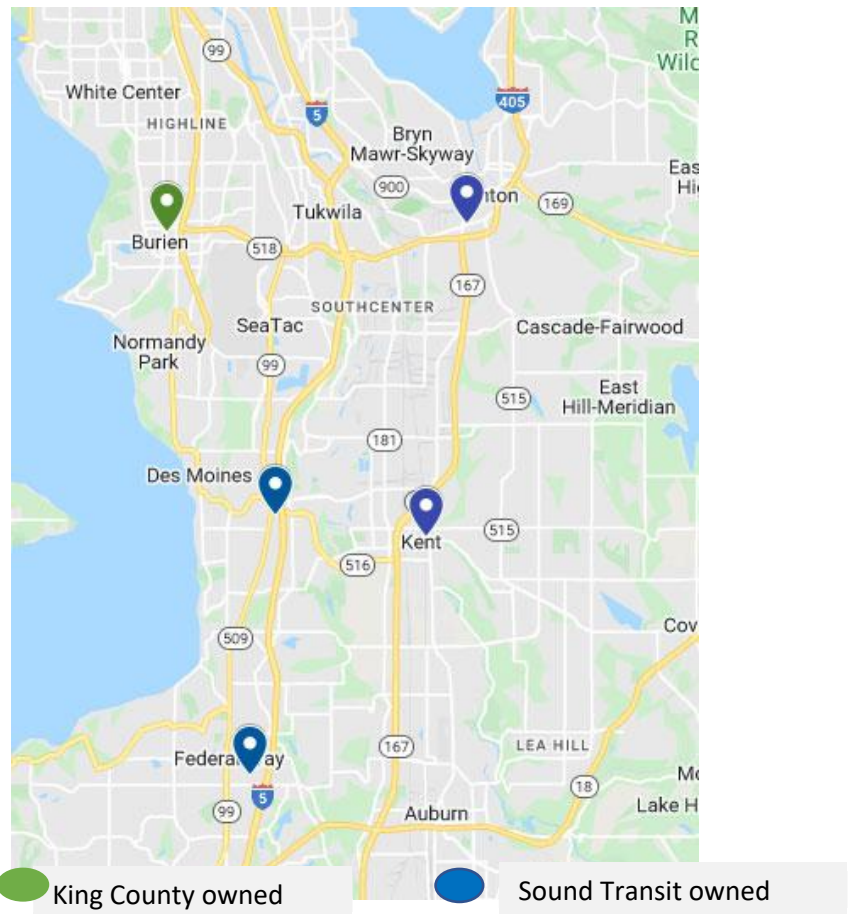 M
R
Wilc
99
White Center
5
405
HIGHLINE
Bryn
Mawr-Skyway
Eas
Hi
900
nton
169
Tukwila
Burien
518
167
SOUTHCENTER
SeaTac
Cascade-Fairwood
Normandy
Park
99
East
Hill-Meridian
515
181
Des Moines
515
Kent
516
Cov
509
Federal Way
167
LEA HILL
5
18
Mo
Lake H
99
Auburn
King County owned
Sound Transit owned